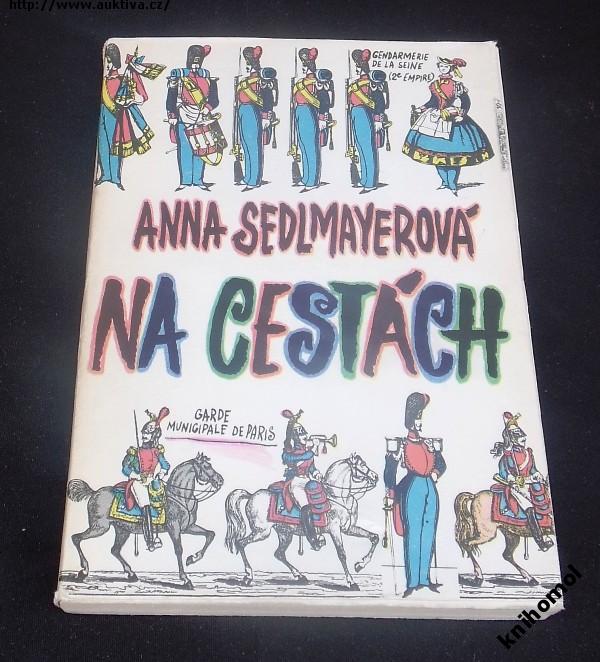 http://www.auktiva.cz/
GENDARMERIE
DE LA SEINE
(2e EMPIRE)
ANNA SEDLMAYEROVÁ
NA CESTÁCH
GARDE
MUNICIPALE DE PARIS
knihomol